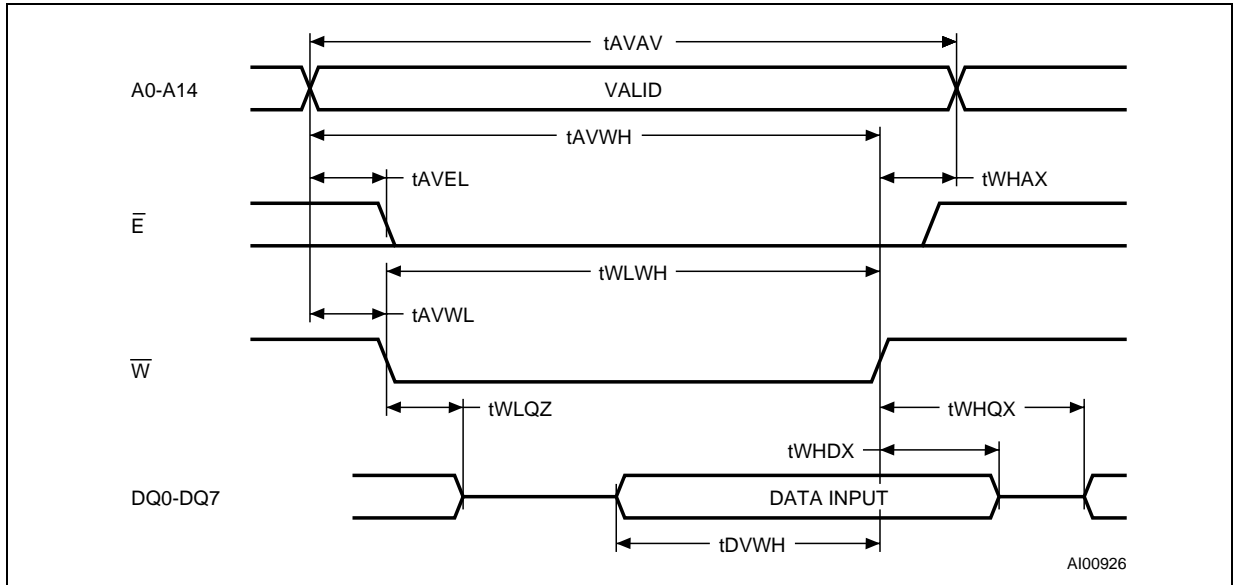 tAVAV
A0-A14
VALID
tAVWH
tAVEL
tWHAX
E̅
tWLWH
tAVWL
W̅
tWLQZ
tWHQX
tWHDX
DQ0-DQ7
DATA INPUT
tDVWH
AI00926